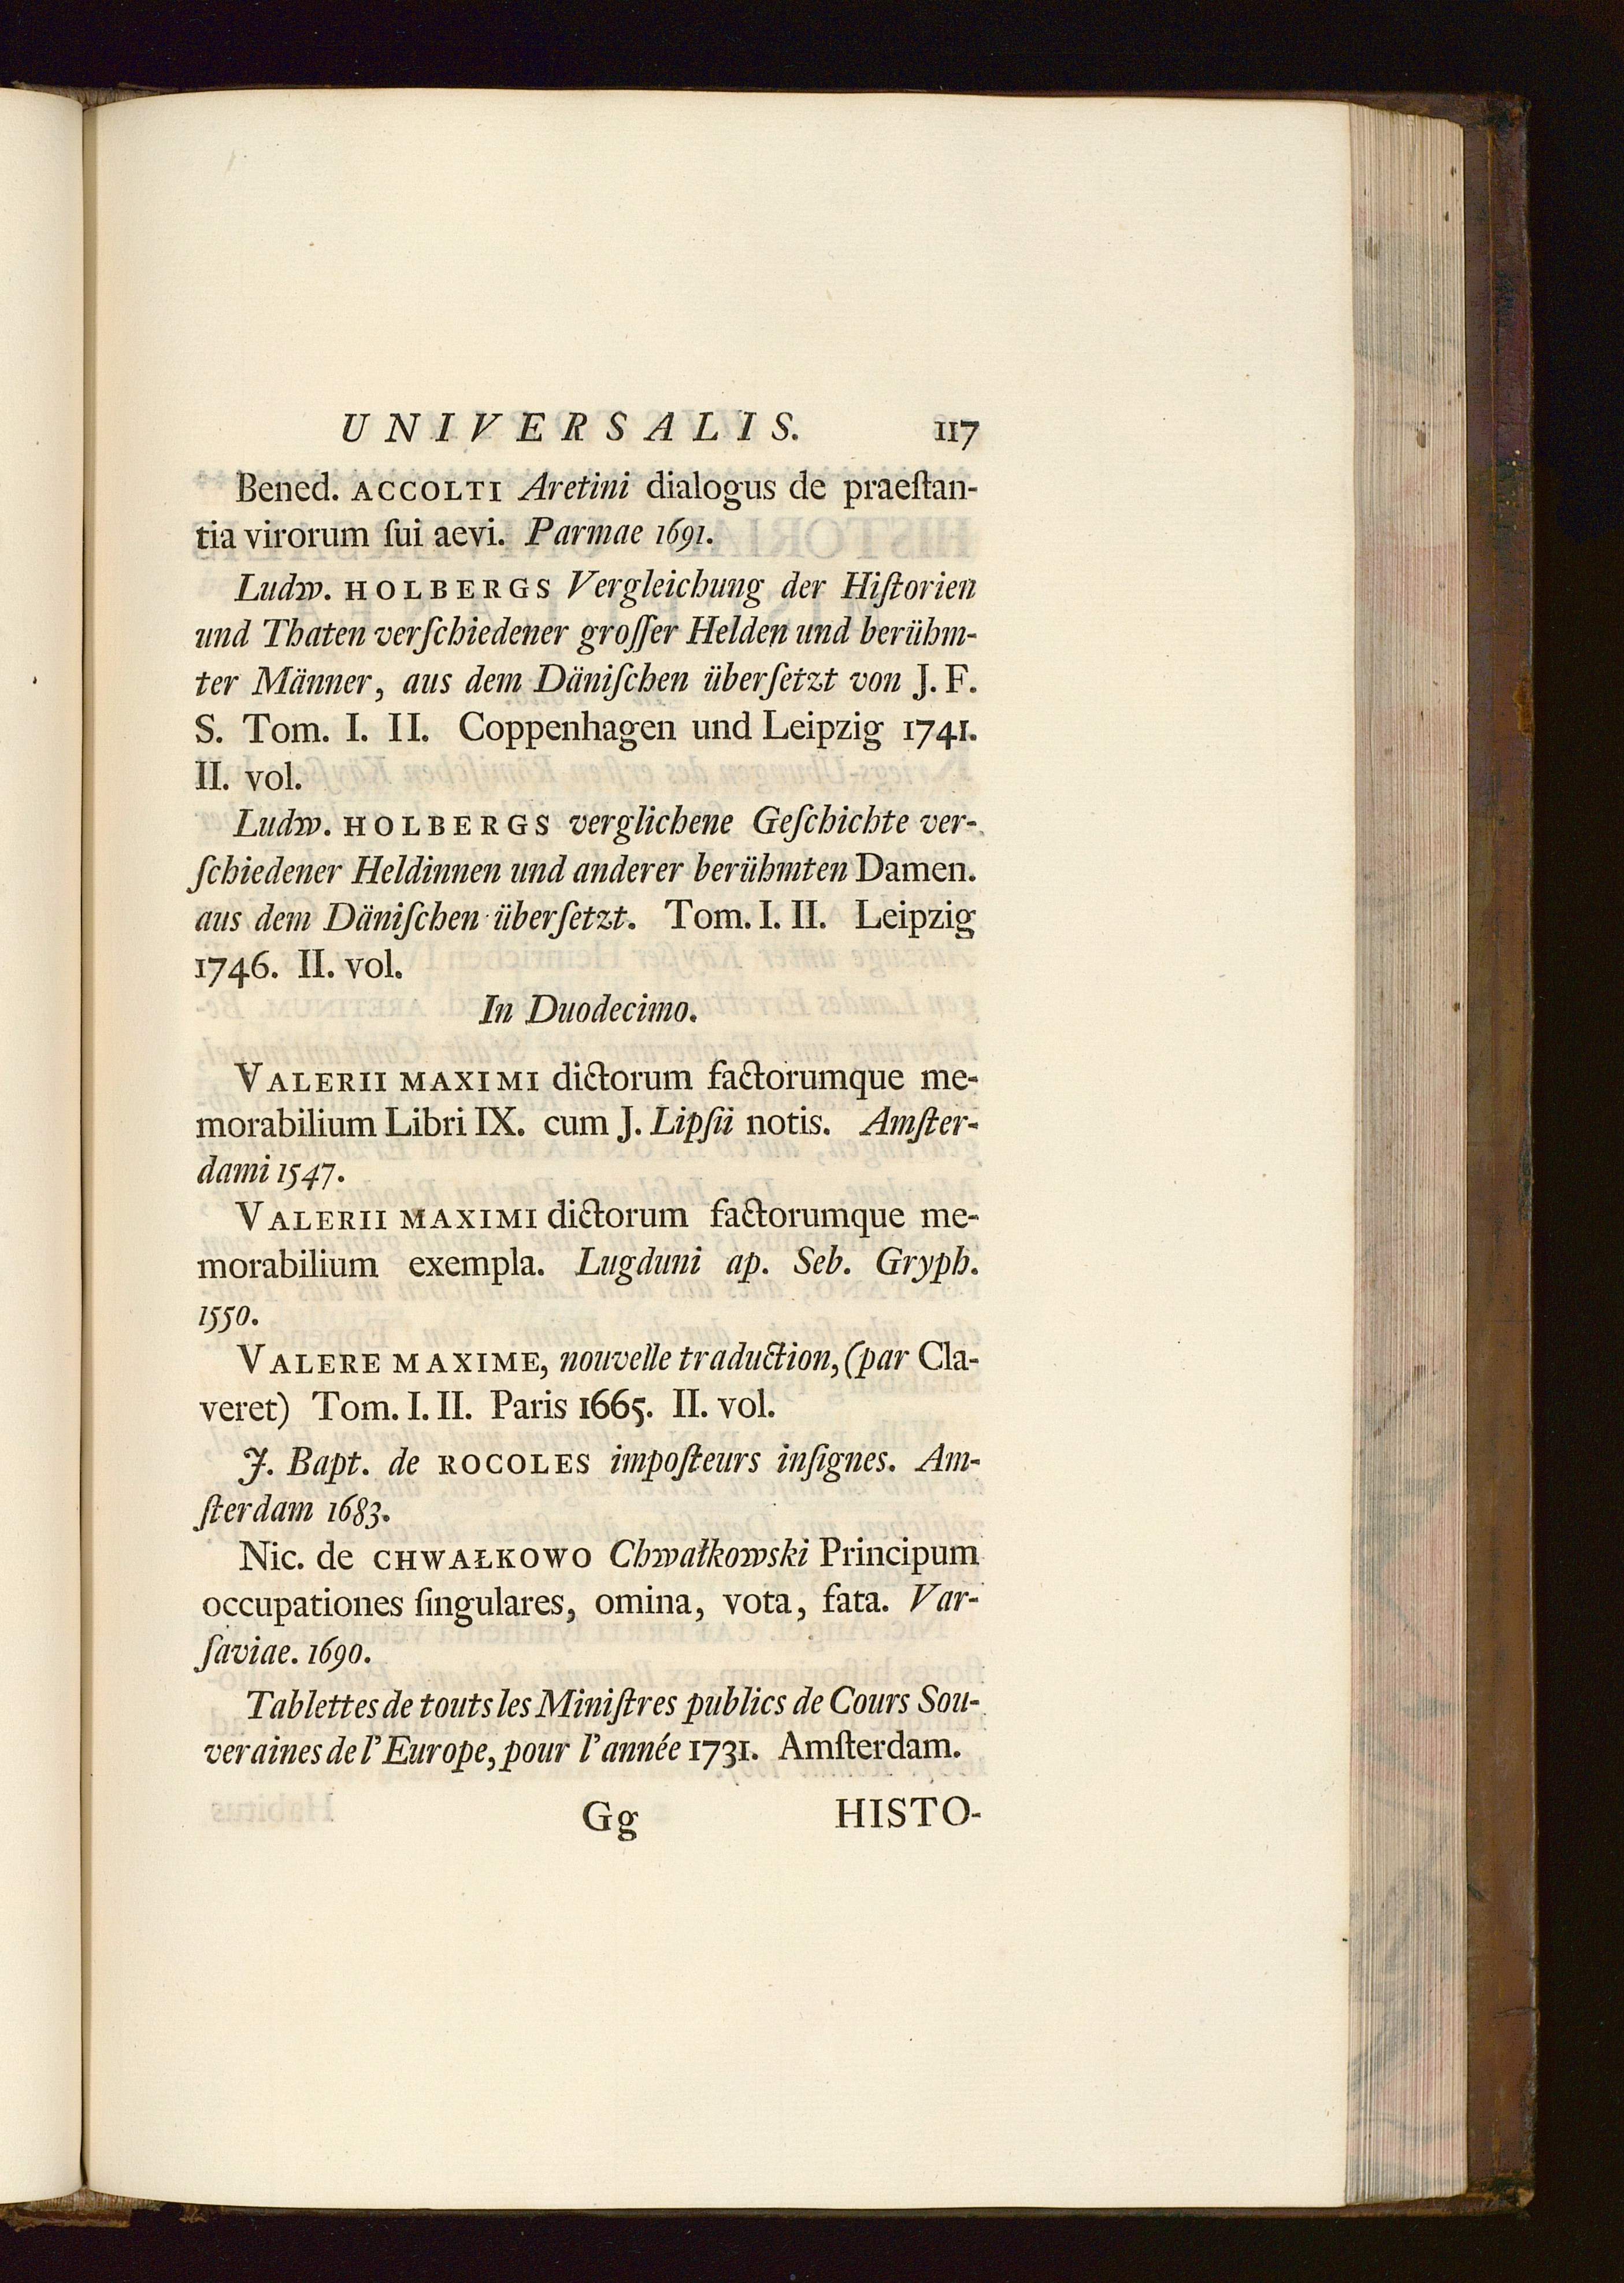 UNIVERSALIS. 117
Bened. ACCOLTI Aretini dialogus de praeſtan-
tia virorum ſui aevi. Parmae 1691.
Ludw. HOLBERGS Vergleichung der Hiſtorien
und Thaten verſchiedener groſſer Helden und berühm-
ter Männer, aus dem Däniſchen überſetzt von J. F.
S. Tom. I. II. Coppenhagen und Leipzig 1741.
II. vol.
Ludw. HOLBERGS verglichene Geſchichte ver-
ſchiedener Heldinnen und anderer berühmten Damen.
aus dem Däniſchen überſetzt. Tom. I. II. Leipzig
1746. II. vol.
In Duodecimo.
VALERII MAXIMI dictorum factorumque me-
morabilium Libri IX. cum J. Lipſii notis. Amſter-
dami 1547.
VALERII MAXIMI dictorum factorumque me-
morabilium exempla. Lugduni ap. Seb. Gryph.
1550.
VALERE MAXIME, nouvelle traduction, (par Cla-
veret) Tom. I. II. Paris 1665. II. vol.
J. Bapt. de ROCOLES impoſteurs inſignes. Am-
ſterdam 1683.
Nic. de CHWAŁKOWO Chwałkowski Principum
occupationes ſingulares, omina, vota, fata. Var-
ſaviae. 1690.
Tablettes de touts les Miniſtres publics de Cours Sou-
veraines de l'Europe, pour l'année 1731. Amſterdam.
Gg HISTO-